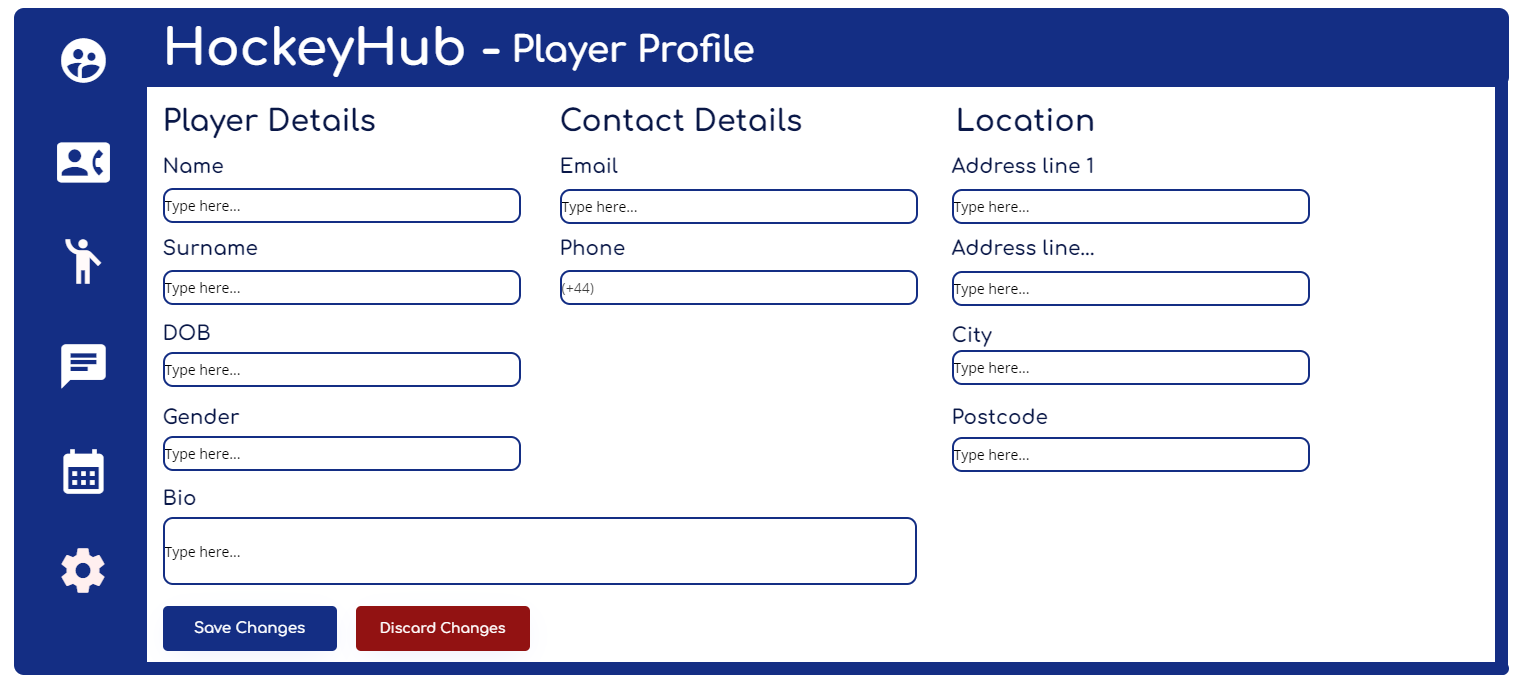 HockeyHub - Player Profile
Player Details
Name
Type here...
Surname
Type here...
DOB
Type here...
Gender
Type here...
Bio
Type here...
Contact Details
Email
Type here...
Phone
(+44)
Location
Address line 1
Type here...
Address line...
Type here...
City
Type here...
Postcode
Type here...
Save Changes
Discard Changes